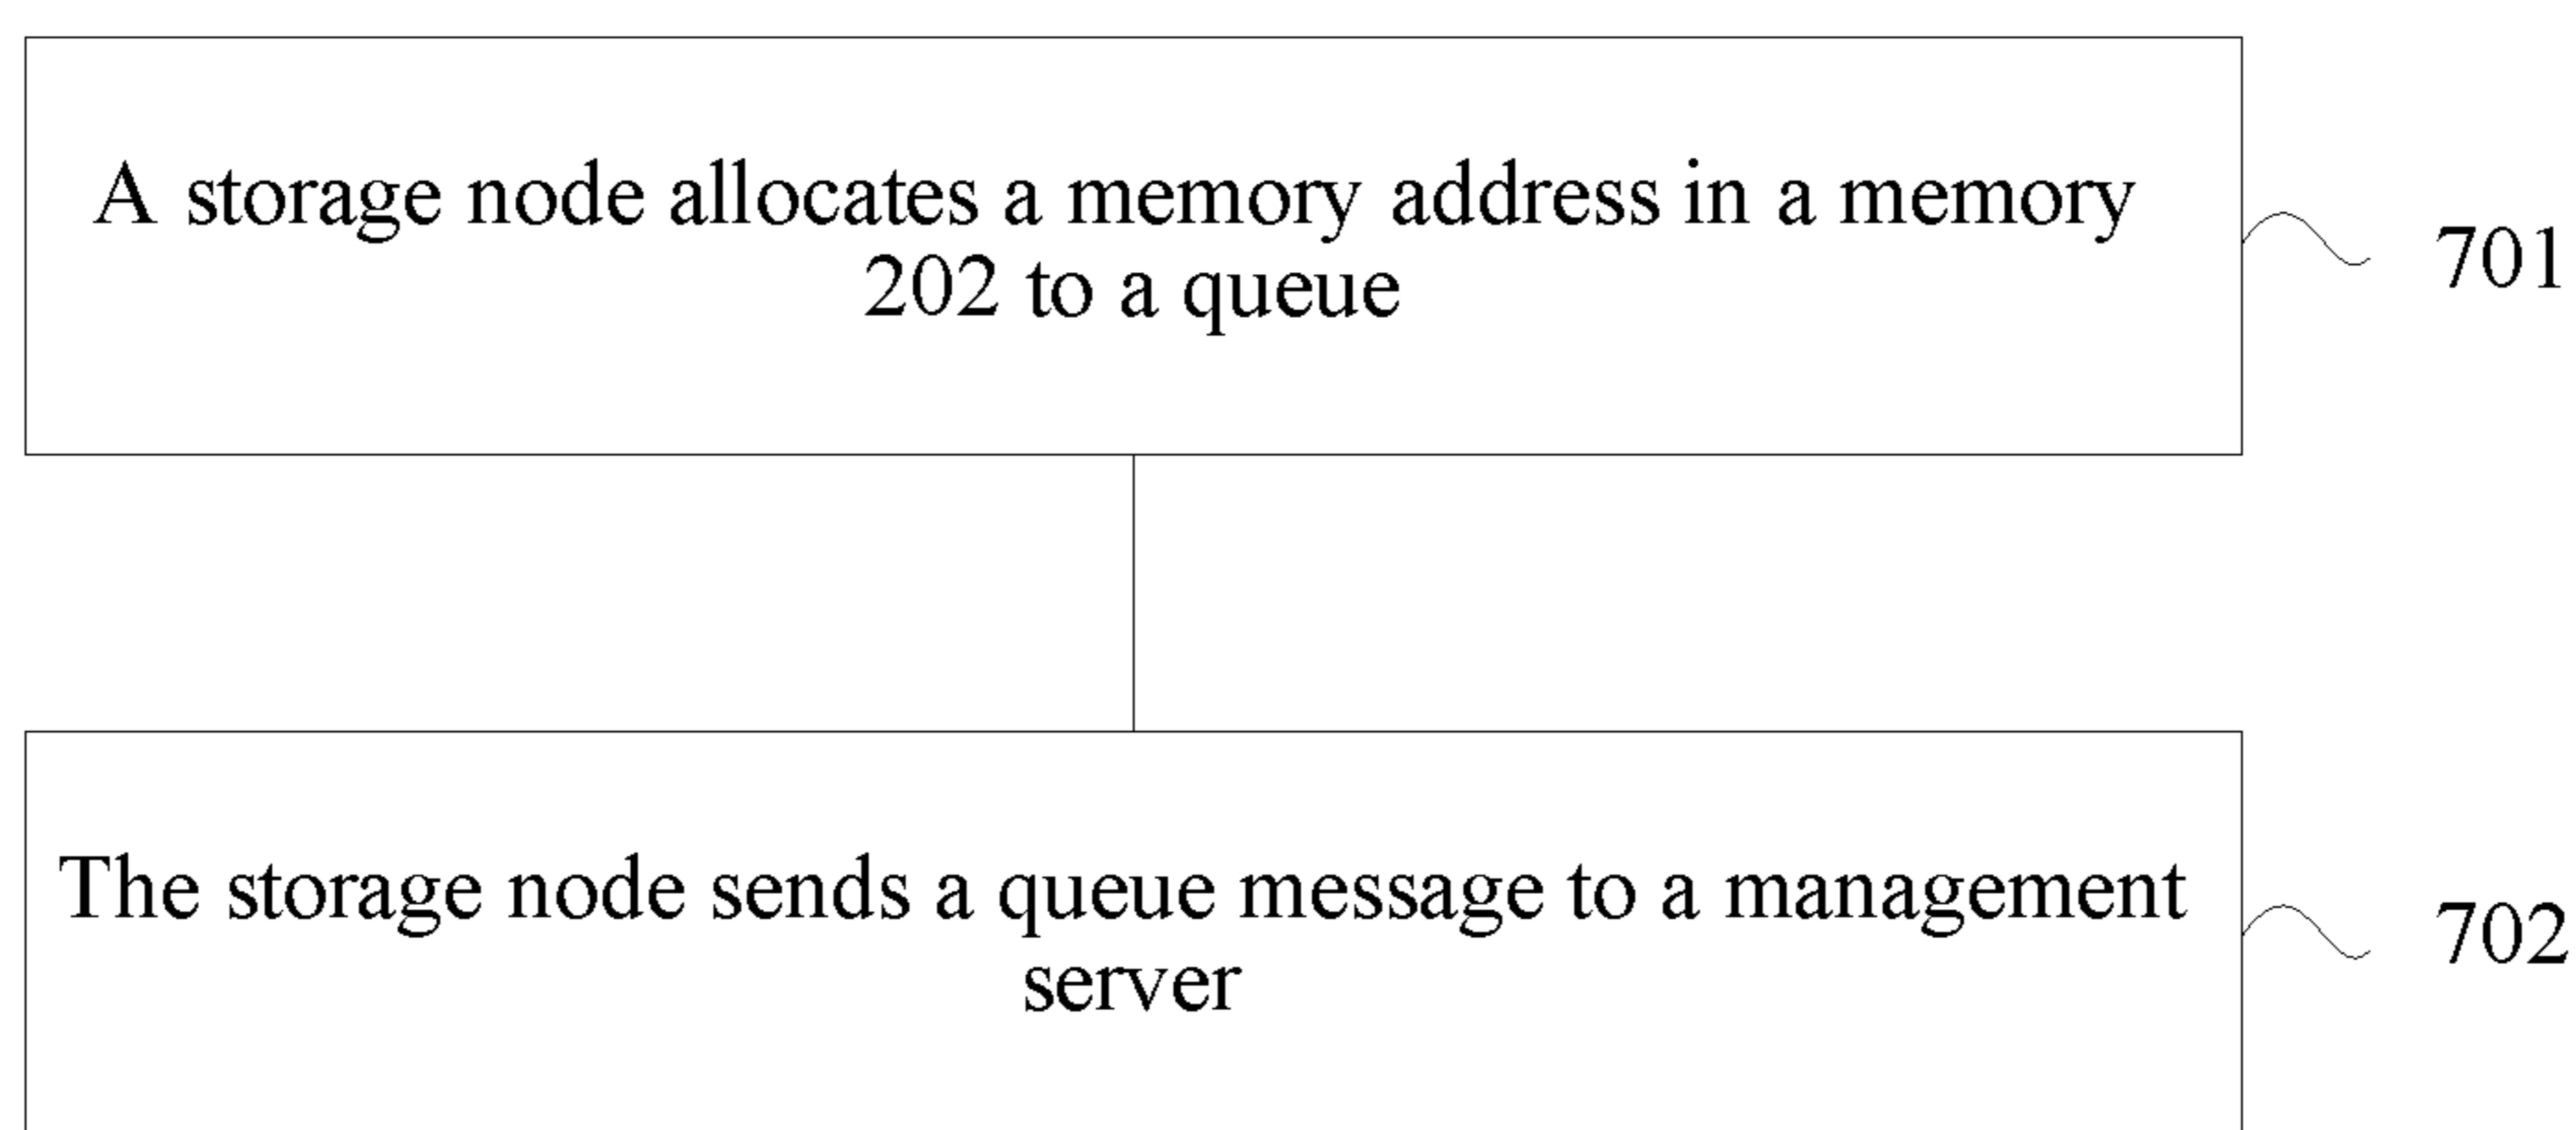 A storage node allocates a memory address in a memory
202 to a queue
701
The storage node sends a queue message to a management
server
702